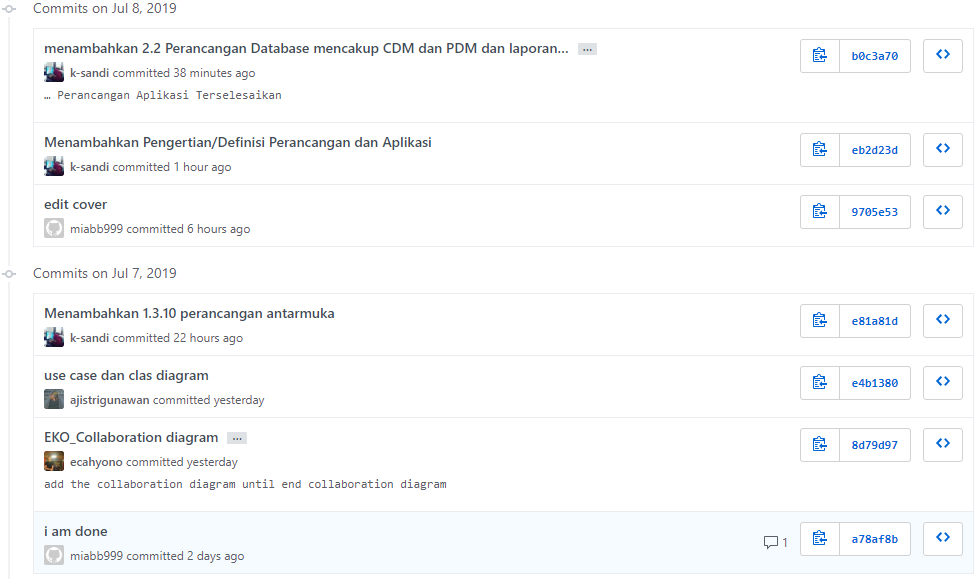 Commits on Jul 8, 2019
menambahkan 2.2 Perancangan Database mencakup CDM dan PDM dan laporan... …
k-sandi committed 38 minutes ago
… Perancangan Aplikasi Terselesaikan
b0c3a70
Menambahkan Pengertian/Definisi Perancangan dan Aplikasi
k-sandi committed 1 hour ago
eb2d23d
edit cover
miabb999 committed 6 hours ago
9705e53
Commits on Jul 7, 2019
Menambahkan 1.3.10 perancangan antarmuka
k-sandi committed 22 hours ago
e81a81d
use case dan clas diagram
ajistrigunawan committed yesterday
e4b1380
EKO_Collaboration diagram …
ecahyono committed yesterday
add the collaboration diagram until end collaboration diagram
8d79d97
i am done
miabb999 committed 2 days ago
1
a78af8b